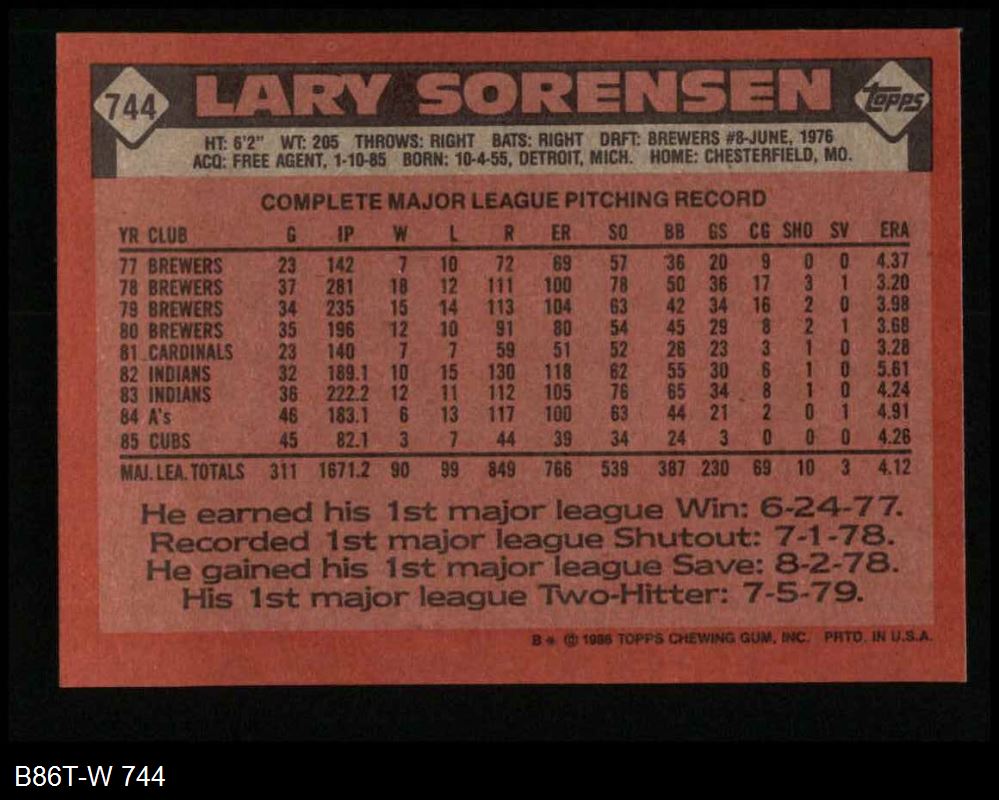 744 LARY SORENSEN Topps
HT: 6'2" WT: 205 THROWS: RIGHT BATS: RIGHT DRFT: BREWERS #8-JUNE, 1976
ACQ: FREE AGENT, 1-10-85 BORN: 10-4-55, DETROIT, MICH. HOME: CHESTERFIELD, MO.
COMPLETE MAJOR LEAGUE PITCHING RECORD
YR CLUB G IP W L R ER SO BB GS CG SHO SV ERA
77 BREWERS 23 142 7 10 72 69 57 36 20 9 0 0 4.37
78 BREWERS 37 281 18 12 111 100 78 50 36 17 3 1 3.20
79 BREWERS 34 235 15 14 113 104 63 42 34 16 2 0 3.98
80 BREWERS 35 196 12 10 91 80 54 45 29 8 2 1 3.68
81 CARDINALS 23 140 7 7 59 51 52 26 23 3 1 0 3.28
82 INDIANS 32 189.1 10 15 130 118 62 55 30 6 1 0 5.61
83 INDIANS 36 222.2 12 11 112 105 76 65 34 8 1 0 4.24
84 A's 46 183.1 6 13 117 100 63 44 21 2 0 1 4.91
85 CUBS 45 82.1 3 7 44 39 34 24 3 0 0 0 4.26
MAJ. LEA. TOTALS 311 1671.2 90 99 849 766 539 387 230 69 10 3 4.12
He earned his 1st major league Win: 6-24-77.
Recorded 1st major league Shutout: 7-1-78.
He gained his 1st major league Save: 8-2-78.
His 1st major league Two-Hitter: 7-5-79.
B* © 1986 TOPPS CHEWING GUM, INC. PRTD. IN U.S.A.
B86T-W 744